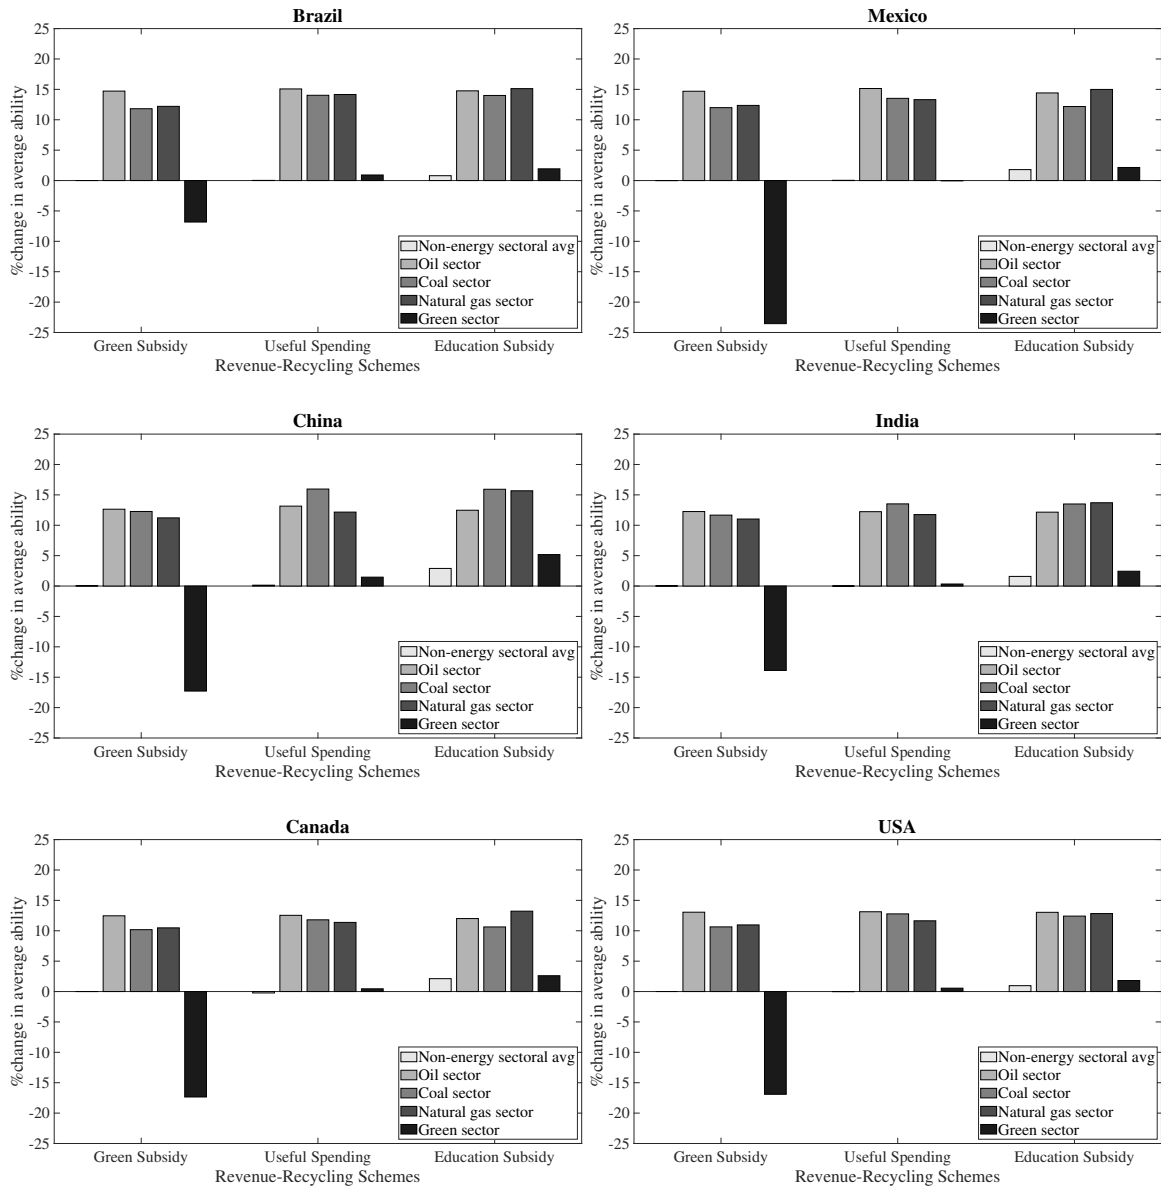 Brazil
25
20
15
10
5
0
-5
-10
-15
-20
-25
%change in average ability
Non-energy sectoral avg
Oil sector
Coal sector
Natural gas sector
Green sector
Green Subsidy
Useful Spending
Education Subsidy
Revenue-Recycling Schemes
Mexico
25
20
15
10
5
0
-5
-10
-15
-20
-25
%change in average ability
Non-energy sectoral avg
Oil sector
Coal sector
Natural gas sector
Green sector
Green Subsidy
Useful Spending
Education Subsidy
Revenue-Recycling Schemes
China
25
20
15
10
5
0
-5
-10
-15
-20
-25
%change in average ability
Non-energy sectoral avg
Oil sector
Coal sector
Natural gas sector
Green sector
Green Subsidy
Useful Spending
Education Subsidy
Revenue-Recycling Schemes
India
25
20
15
10
5
0
-5
-10
-15
-20
-25
%change in average ability
Non-energy sectoral avg
Oil sector
Coal sector
Natural gas sector
Green sector
Green Subsidy
Useful Spending
Education Subsidy
Revenue-Recycling Schemes
Canada
25
20
15
10
5
0
-5
-10
-15
-20
-25
%change in average ability
Non-energy sectoral avg
Oil sector
Coal sector
Natural gas sector
Green sector
Green Subsidy
Useful Spending
Education Subsidy
Revenue-Recycling Schemes
USA
25
20
15
10
5
0
-5
-10
-15
-20
-25
%change in average ability
Non-energy sectoral avg
Oil sector
Coal sector
Natural gas sector
Green sector
Green Subsidy
Useful Spending
Education Subsidy
Revenue-Recycling Schemes